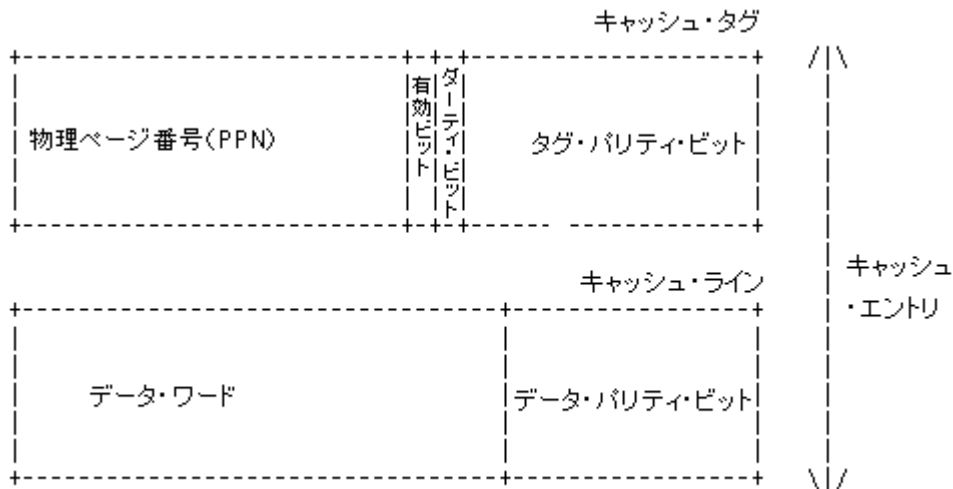 キャッシュ・タグ
物理ページ番号(PPN)
有効ビット
ダーティ・ビット
タグ・パリティ・ビット
キャッシュ・ライン
キャッシュ
・エントリ
データ・ワード
データ・パリティ・ビット